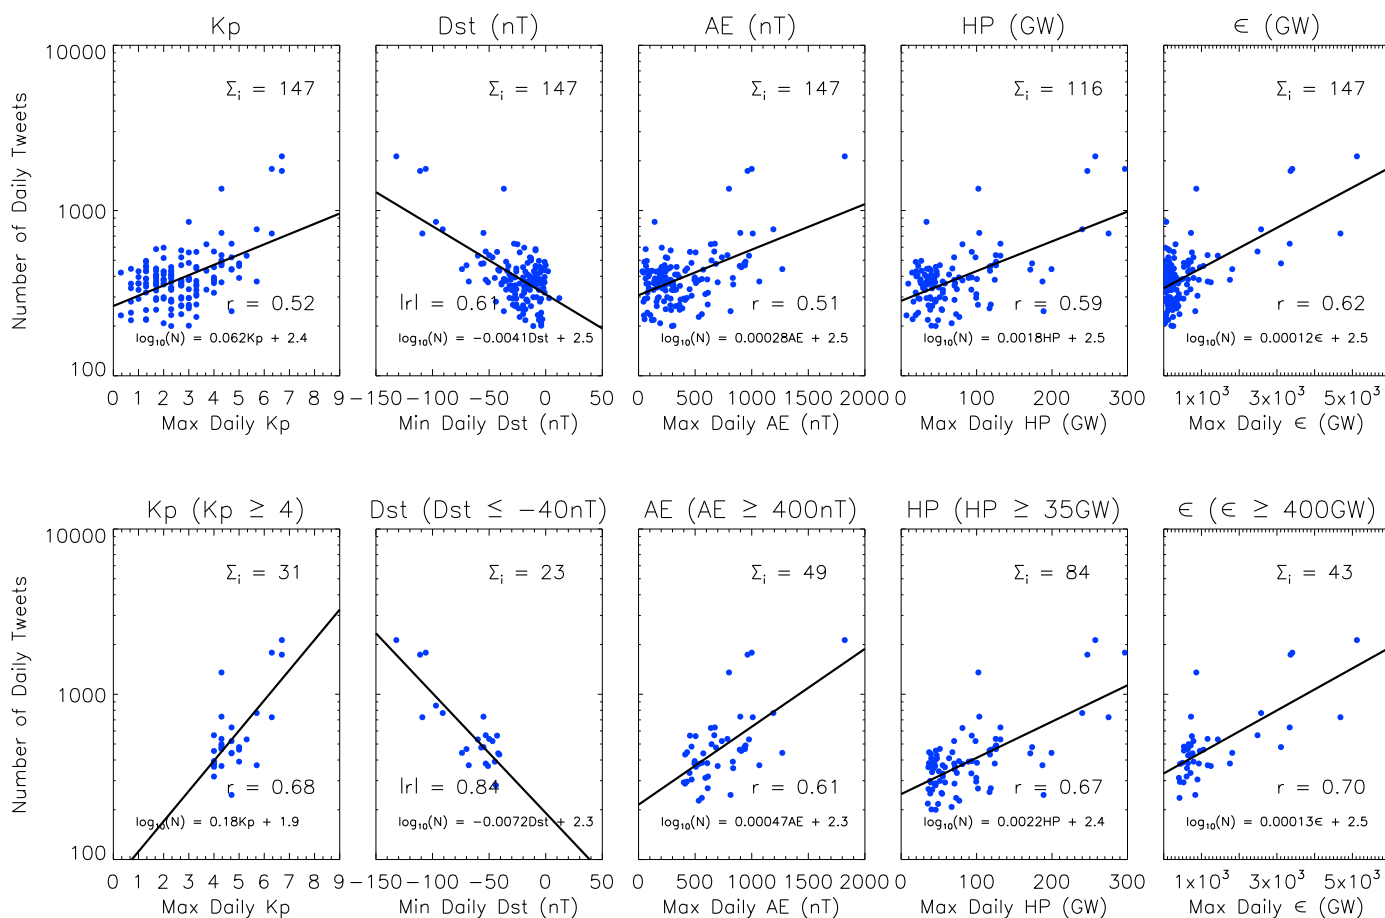 Kp Dst (nT) AE (nT) HP (GW) ϵ (GW)
10000
Σi = 147 Σi = 147 Σi = 147 Σi = 116 Σi = 147
Number of Daily Tweets
1000
r = 0.52 |r| = 0.61 r = 0.51 r = 0.59 r = 0.62
log10(N) = 0.062Kp + 2.4 log10(N) = -0.0041Dst + 2.5 log10(N) = 0.00028AE + 2.5 log10(N) = 0.0018HP + 2.5 log10(N) = 0.00012ϵ + 2.5
100
0 1 2 3 4 5 6 7 8 9 -150 -100 -50 0 50 0 500 1000 1500 2000 0 100 200 300 1x10³ 3x10³ 5x10³
Max Daily Kp Min Daily Dst (nT) Max Daily AE (nT) Max Daily HP (GW) Max Daily ϵ (GW)
Kp (Kp ≥ 4) Dst (Dst ≤ -40nT) AE (AE ≥ 400nT) HP (HP ≥ 35GW) ϵ (ϵ ≥ 400GW)
10000
Σi = 31 Σi = 23 Σi = 49 Σi = 84 Σi = 43
Number of Daily Tweets
1000
r = 0.68 |r| = 0.84 r = 0.61 r = 0.67 r = 0.70
log10(N) = 0.18Kp + 1.9 log10(N) = -0.0072Dst + 2.3 log10(N) = 0.00047AE + 2.3 log10(N) = 0.0022HP + 2.4 log10(N) = 0.00013ϵ + 2.5
100
0 1 2 3 4 5 6 7 8 9 -150 -100 -50 0 50 0 500 1000 1500 2000 0 100 200 300 1x10³ 3x10³ 5x10³
Max Daily Kp Min Daily Dst (nT) Max Daily AE (nT) Max Daily HP (GW) Max Daily ϵ (GW)